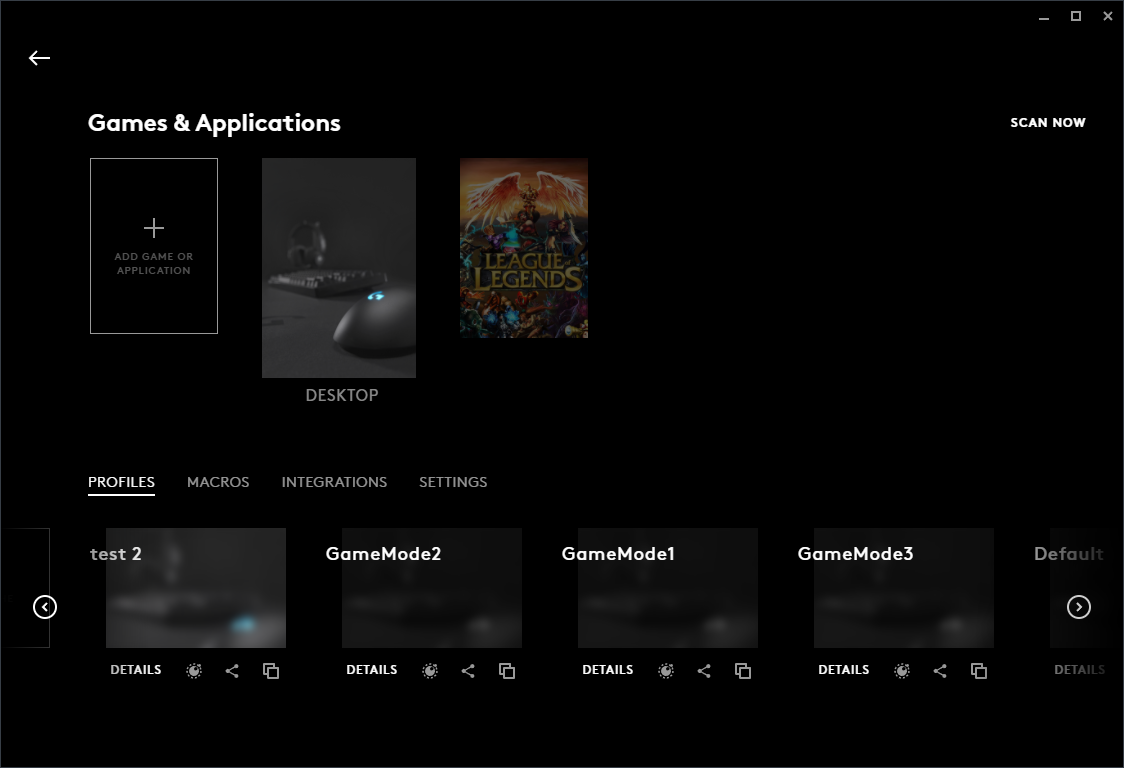 Games & Applications
SCAN NOW
ADD GAME OR
APPLICATION
LEAGUE
LEGENDS
DESKTOP
PROFILES
MACROS
INTEGRATIONS
SETTINGS
test 2
GameMode2
GameMode1
GameMode3
Default
DETAILS
DETAILS
DETAILS
DETAILS
DETAILS